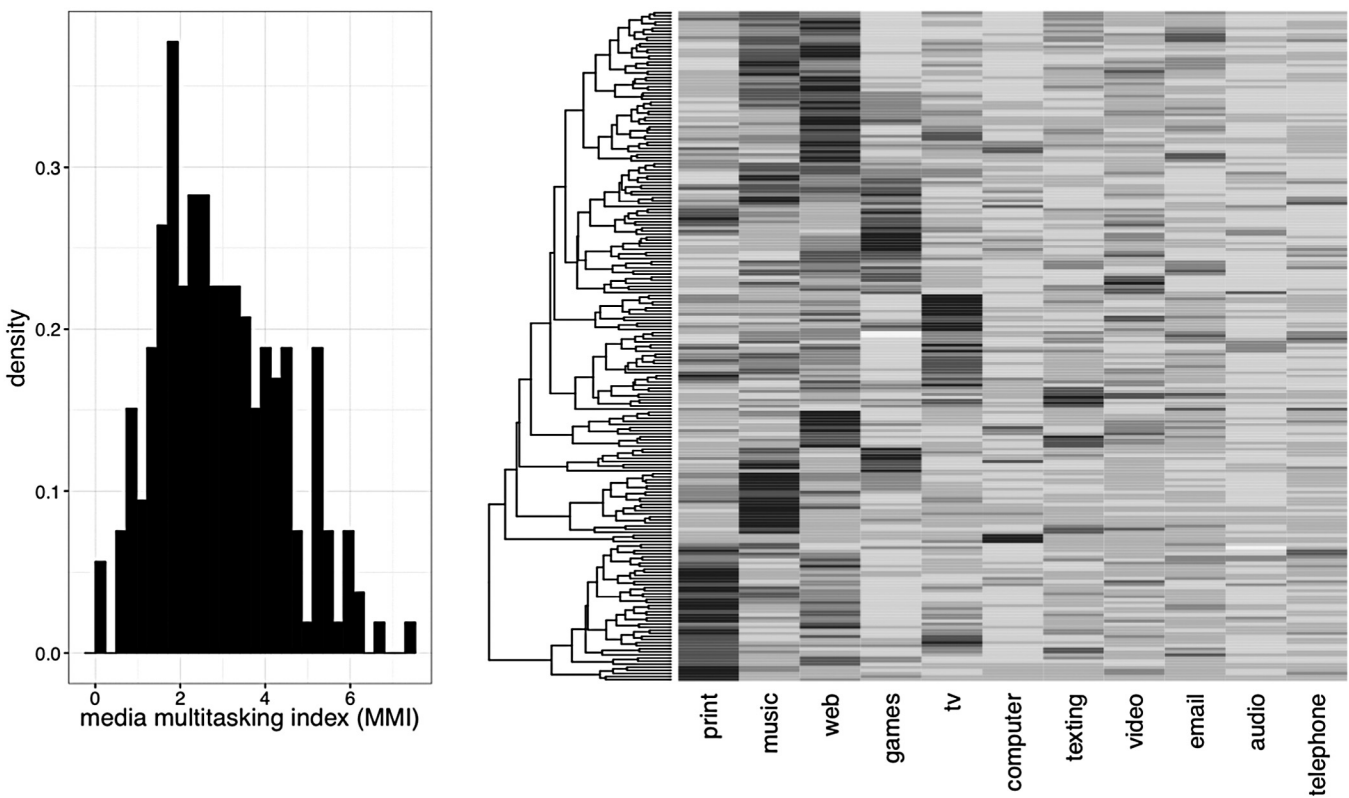 density
0.3
0.2
0.1
0.0
0 2 4 6
media multitasking index (MMI)
print music web games tv computer texting video email audio telephone